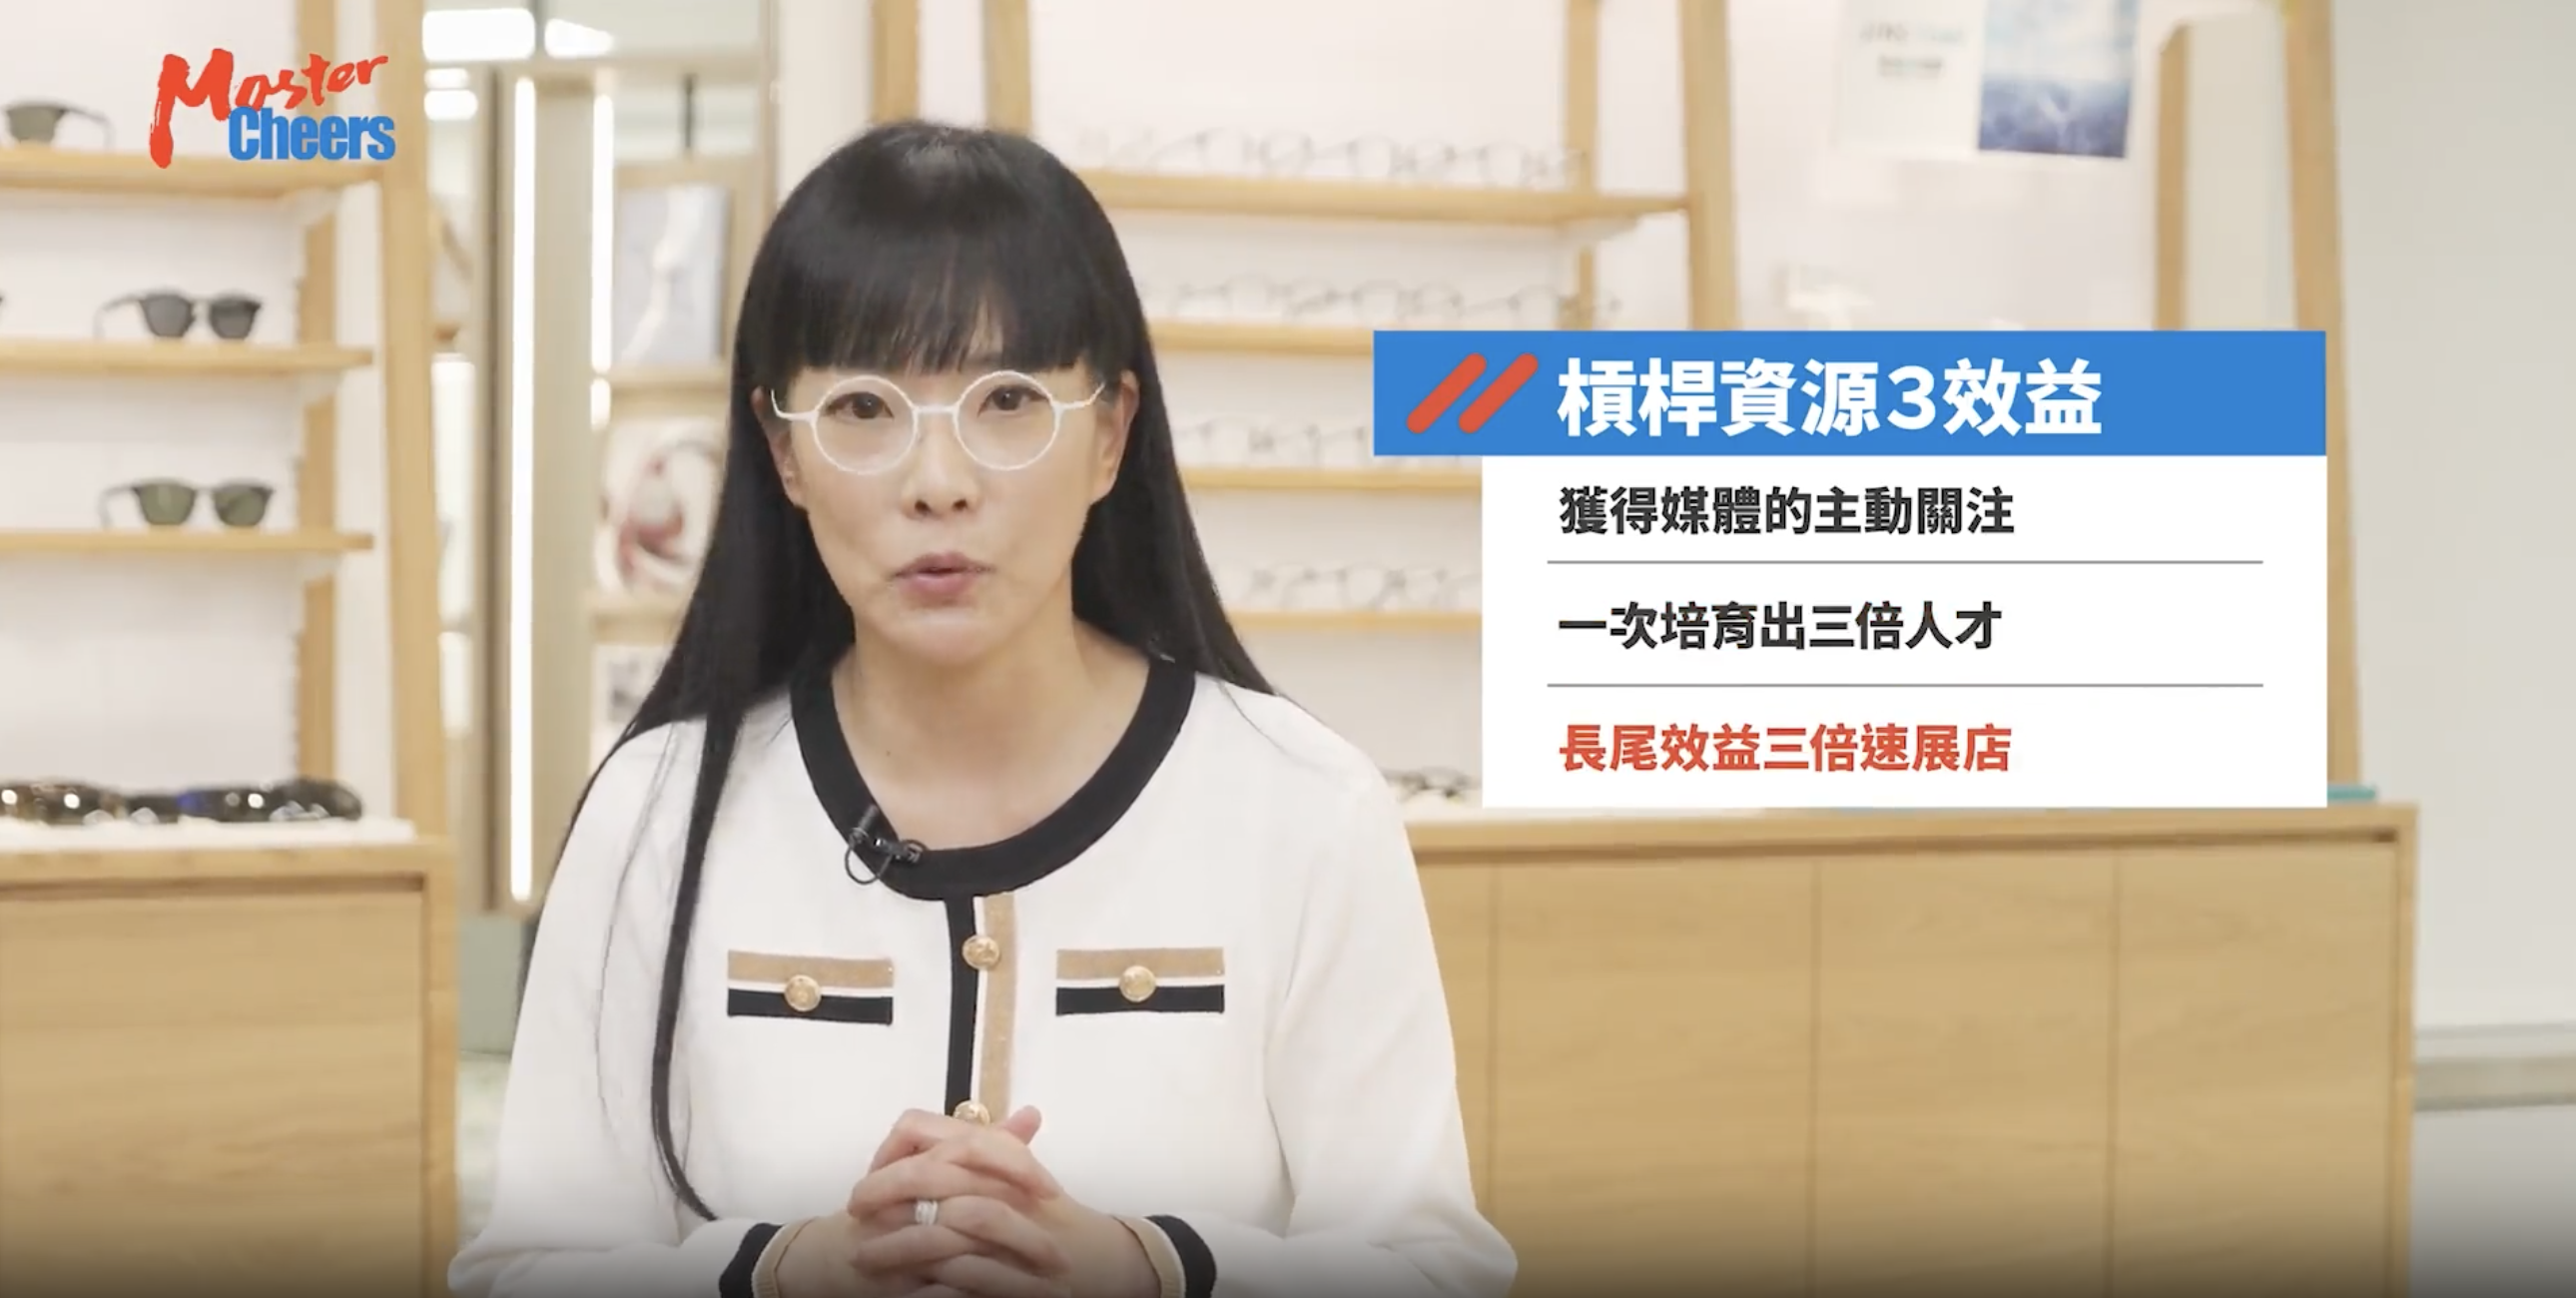 Master
Cheers
槓桿資源3效益
獲得媒體的主動關注
一次培育出三倍人才
長尾效益三倍速展店